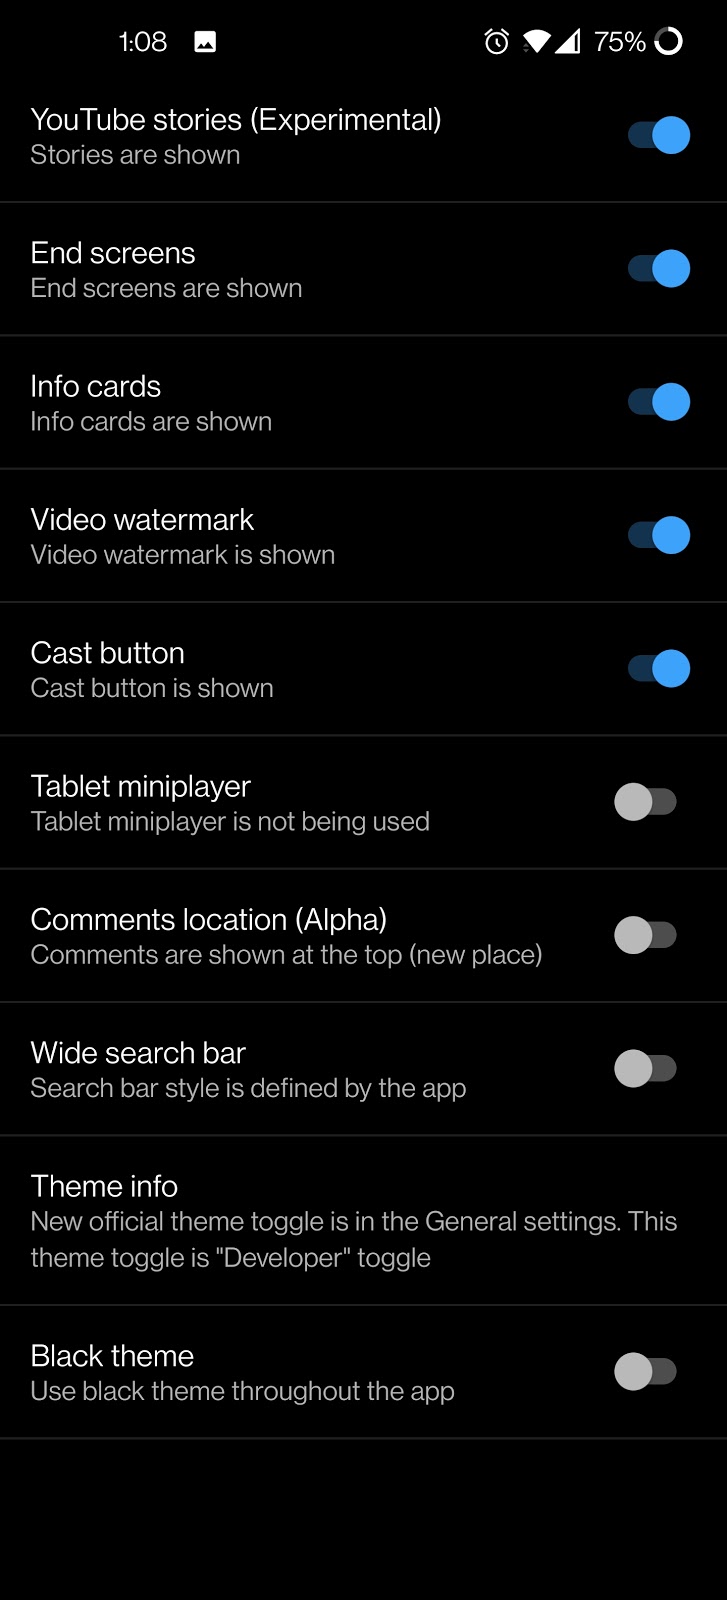 1:08 75%
YouTube stories (Experimental)
Stories are shown
End screens
End screens are shown
Info cards
Info cards are shown
Video watermark
Video watermark is shown
Cast button
Cast button is shown
Tablet miniplayer
Tablet miniplayer is not being used
Comments location (Alpha)
Comments are shown at the top (new place)
Wide search bar
Search bar style is defined by the app
Theme info
New official theme toggle is in the General settings. This
theme toggle is "Developer" toggle
Black theme
Use black theme throughout the app